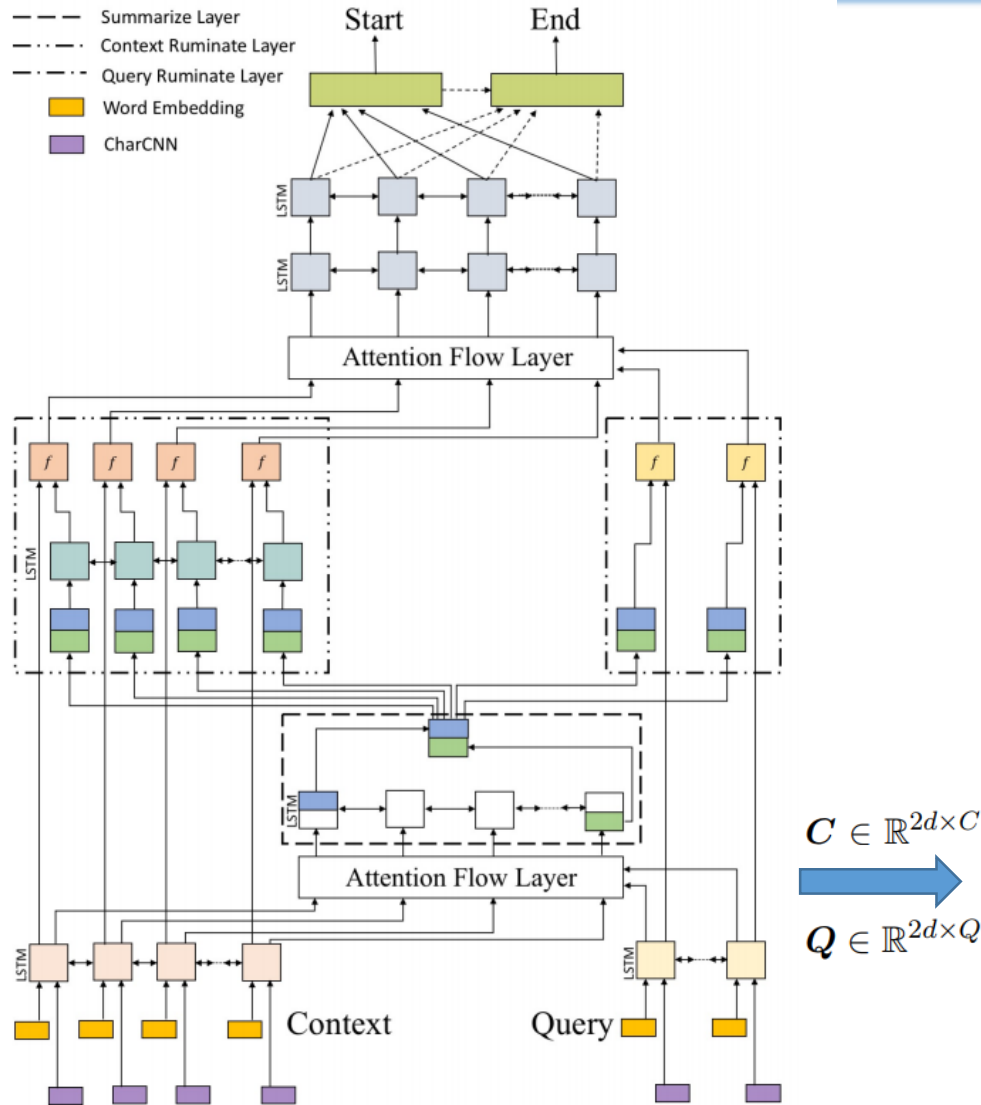 Summarize Layer
Context Ruminate Layer
Query Ruminate Layer
Word Embedding
CharCNN
Start End
LSTM
LSTM
Attention Flow Layer
f f f f f f
LSTM
LSTM
Attention Flow Layer
C ∈ ℝ^{2d×C}
Q ∈ ℝ^{2d×Q}
LSTM LSTM
Context Query